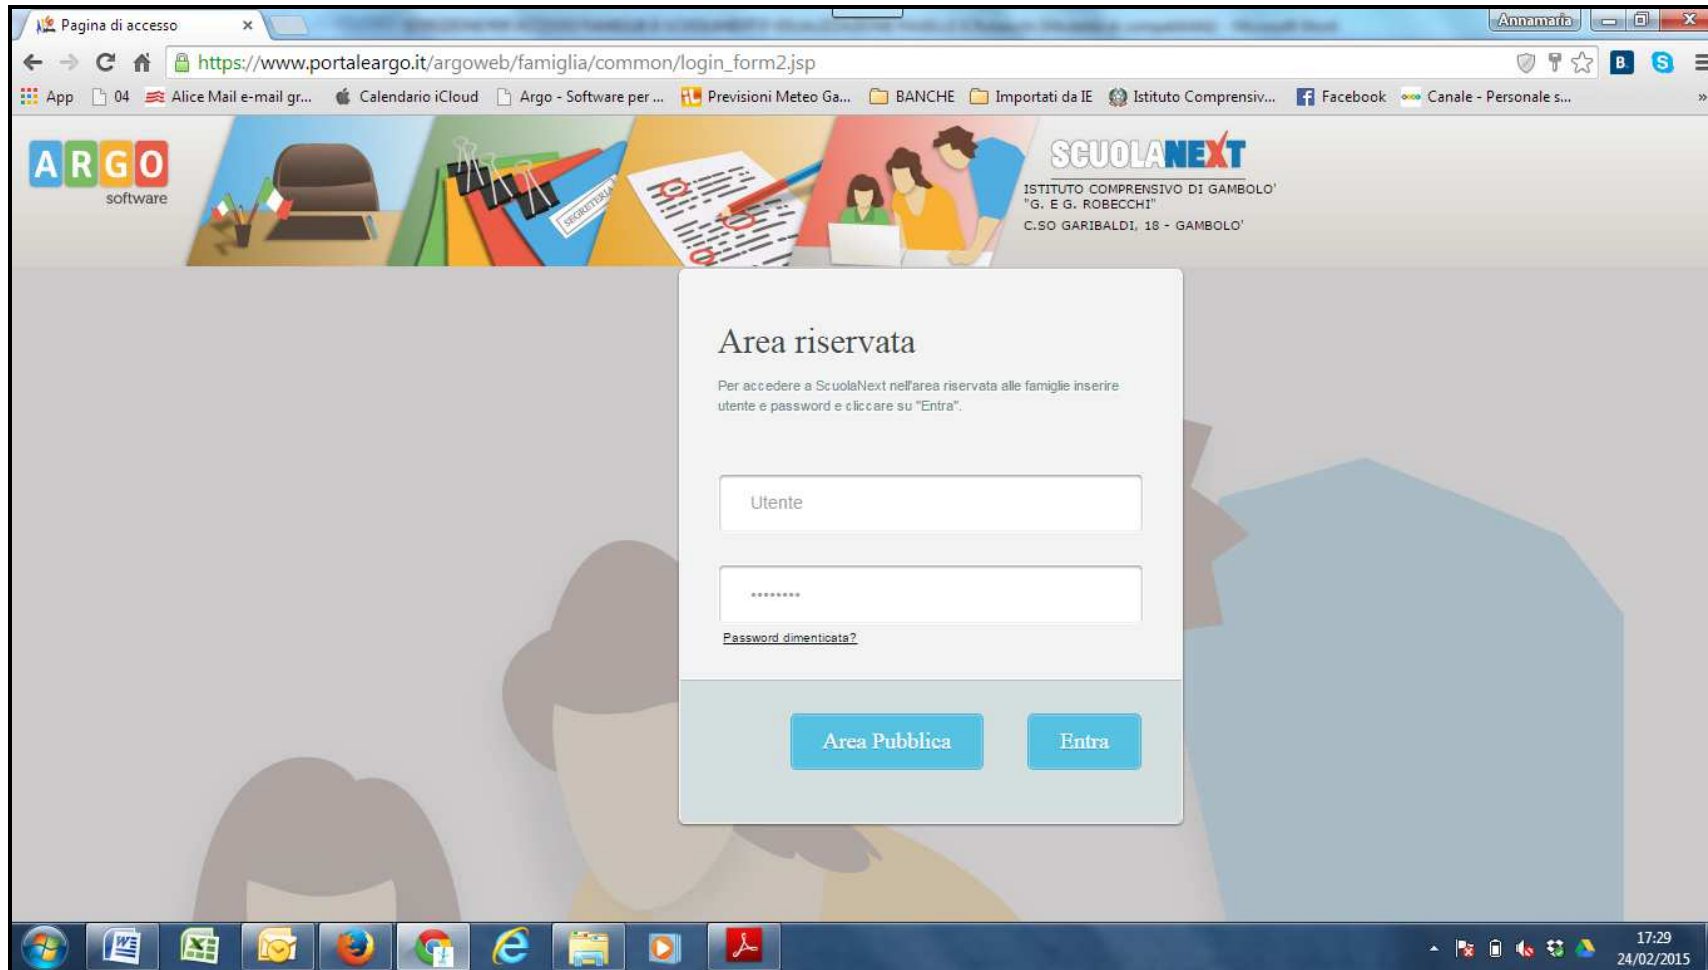 Pagina di accesso
Annamaria
https://www.portaleargo.it/argoweb/famiglia/common/login_form2.jsp
App 04 Alice Mail e-mail gr... Calendario iCloud Argo - Software per ... Previsioni Meteo Ga... BANCHE Importati da IE Istituto Comprensiv... Facebook Canale - Personale s... »
ARGO
software
SEGRETERIA
SCUOLANEXT
ISTITUTO COMPRENSIVO DI GAMBOLO'
"G. E G. ROBECCHI"
C.SO GARIBALDI, 18 - GAMBOLO'
Area riservata
Per accedere a ScuolaNext nell'area riservata alle famiglie inserire
utente e password e cliccare su "Entra".
Utente
••••••••
Password dimenticata?
Area Pubblica
Entra
17:29
24/02/2015